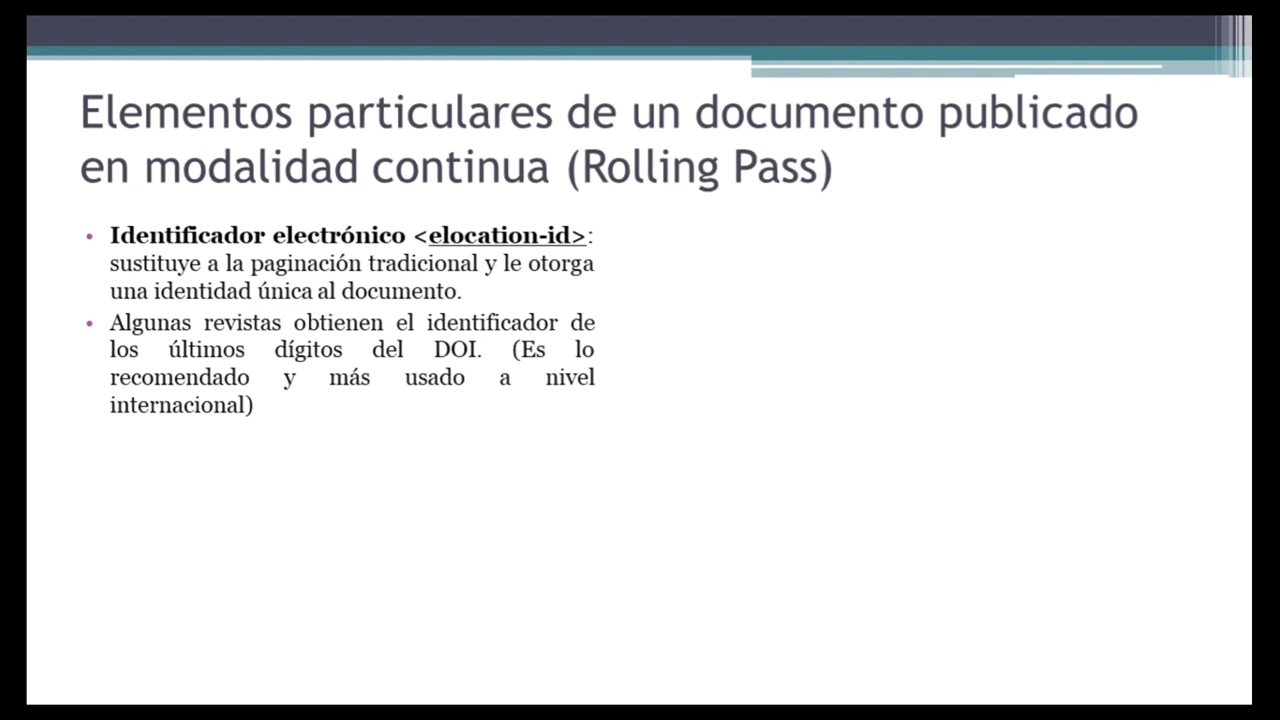 Elementos particulares de un documento publicado
en modalidad continua (Rolling Pass)
• Identificador electrónico <elocation-id>:
sustituye a la paginación tradicional y le otorga
una identidad única al documento.
• Algunas revistas obtienen el identificador de
los últimos dígitos del DOI. (Es lo
recomendado y más usado a nivel
internacional)